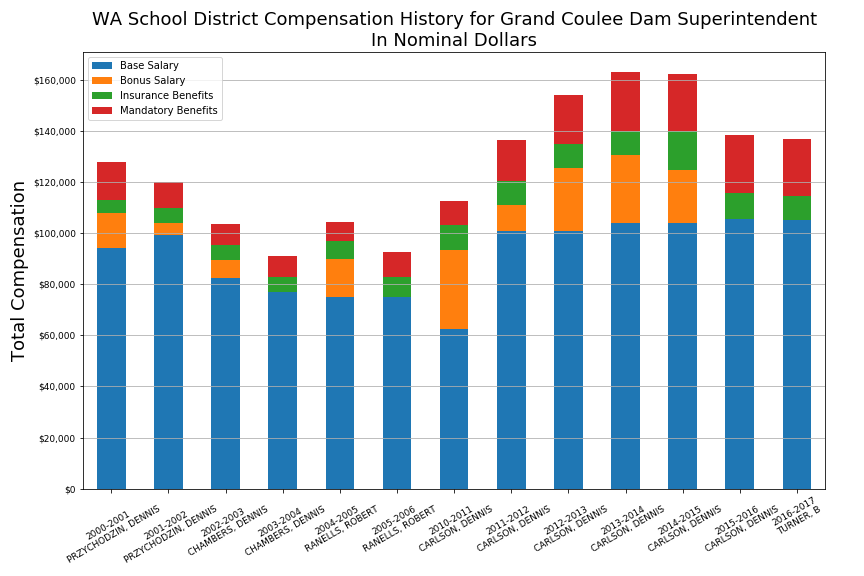 WA School District Compensation History for Grand Coulee Dam Superintendent
In Nominal Dollars
Base Salary
Bonus Salary
Insurance Benefits
Mandatory Benefits
Total Compensation
$160,000
$140,000
$120,000
$100,000
$80,000
$60,000
$40,000
$20,000
$0
2000-2001
PRZYCHODZIN, DENNIS
2001-2002
PRZYCHODZIN, DENNIS
2002-2003
CHAMBERS, DENNIS
2003-2004
CHAMBERS, DENNIS
2004-2005
RANELLS, ROBERT
2005-2006
RANELLS, ROBERT
2010-2011
CARLSON, DENNIS
2011-2012
CARLSON, DENNIS
2012-2013
CARLSON, DENNIS
2013-2014
CARLSON, DENNIS
2014-2015
CARLSON, DENNIS
2015-2016
CARLSON, DENNIS
2016-2017
TURNER, B